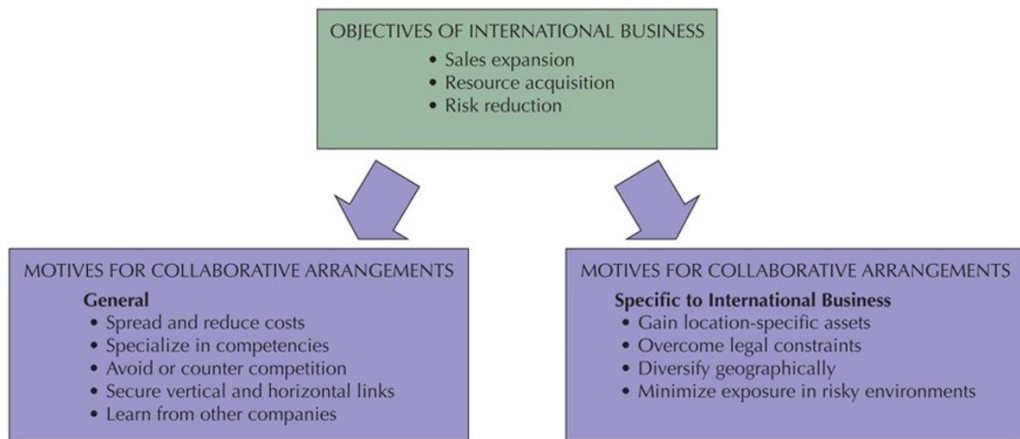 OBJECTIVES OF INTERNATIONAL BUSINESS
• Sales expansion
• Resource acquisition
• Risk reduction
MOTIVES FOR COLLABORATIVE ARRANGEMENTS
General
• Spread and reduce costs
• Specialize in competencies
• Avoid or counter competition
• Secure vertical and horizontal links
• Learn from other companies
MOTIVES FOR COLLABORATIVE ARRANGEMENTS
Specific to International Business
• Gain location-specific assets
• Overcome legal constraints
• Diversify geographically
• Minimize exposure in risky environments